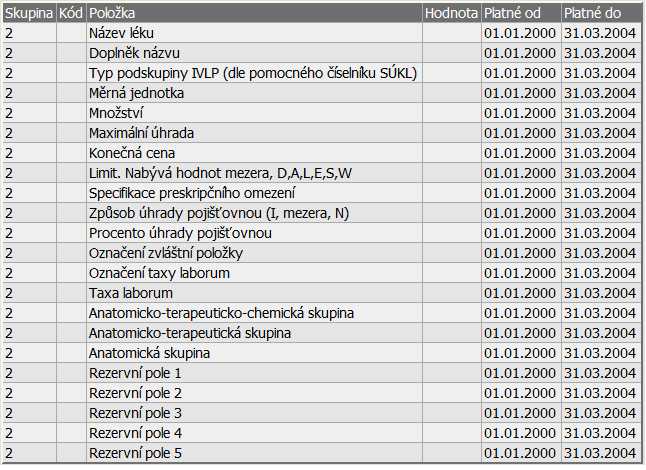 Skupina Kód Položka Hodnota Platné od Platné do
2 Název léku 01.01.2000 31.03.2004
2 Doplněk názvu 01.01.2000 31.03.2004
2 Typ podskupiny IVLP (dle pomocného číselníku SÚKL) 01.01.2000 31.03.2004
2 Měrná jednotka 01.01.2000 31.03.2004
2 Množství 01.01.2000 31.03.2004
2 Maximální úhrada 01.01.2000 31.03.2004
2 Konečná cena 01.01.2000 31.03.2004
2 Limit. Nabývá hodnot mezera, D,A,L,E,S,W 01.01.2000 31.03.2004
2 Specifikace preskripčního omezení 01.01.2000 31.03.2004
2 Způsob úhrady pojišťovnou (I, mezera, N) 01.01.2000 31.03.2004
2 Procento úhrady pojišťovnou 01.01.2000 31.03.2004
2 Označení zvláštní položky 01.01.2000 31.03.2004
2 Označení taxy laborum 01.01.2000 31.03.2004
2 Taxa laborum 01.01.2000 31.03.2004
2 Anatomicko-terapeuticko-chemická skupina 01.01.2000 31.03.2004
2 Anatomicko-terapeutická skupina 01.01.2000 31.03.2004
2 Anatomická skupina 01.01.2000 31.03.2004
2 Rezervní pole 1 01.01.2000 31.03.2004
2 Rezervní pole 2 01.01.2000 31.03.2004
2 Rezervní pole 3 01.01.2000 31.03.2004
2 Rezervní pole 4 01.01.2000 31.03.2004
2 Rezervní pole 5 01.01.2000 31.03.2004